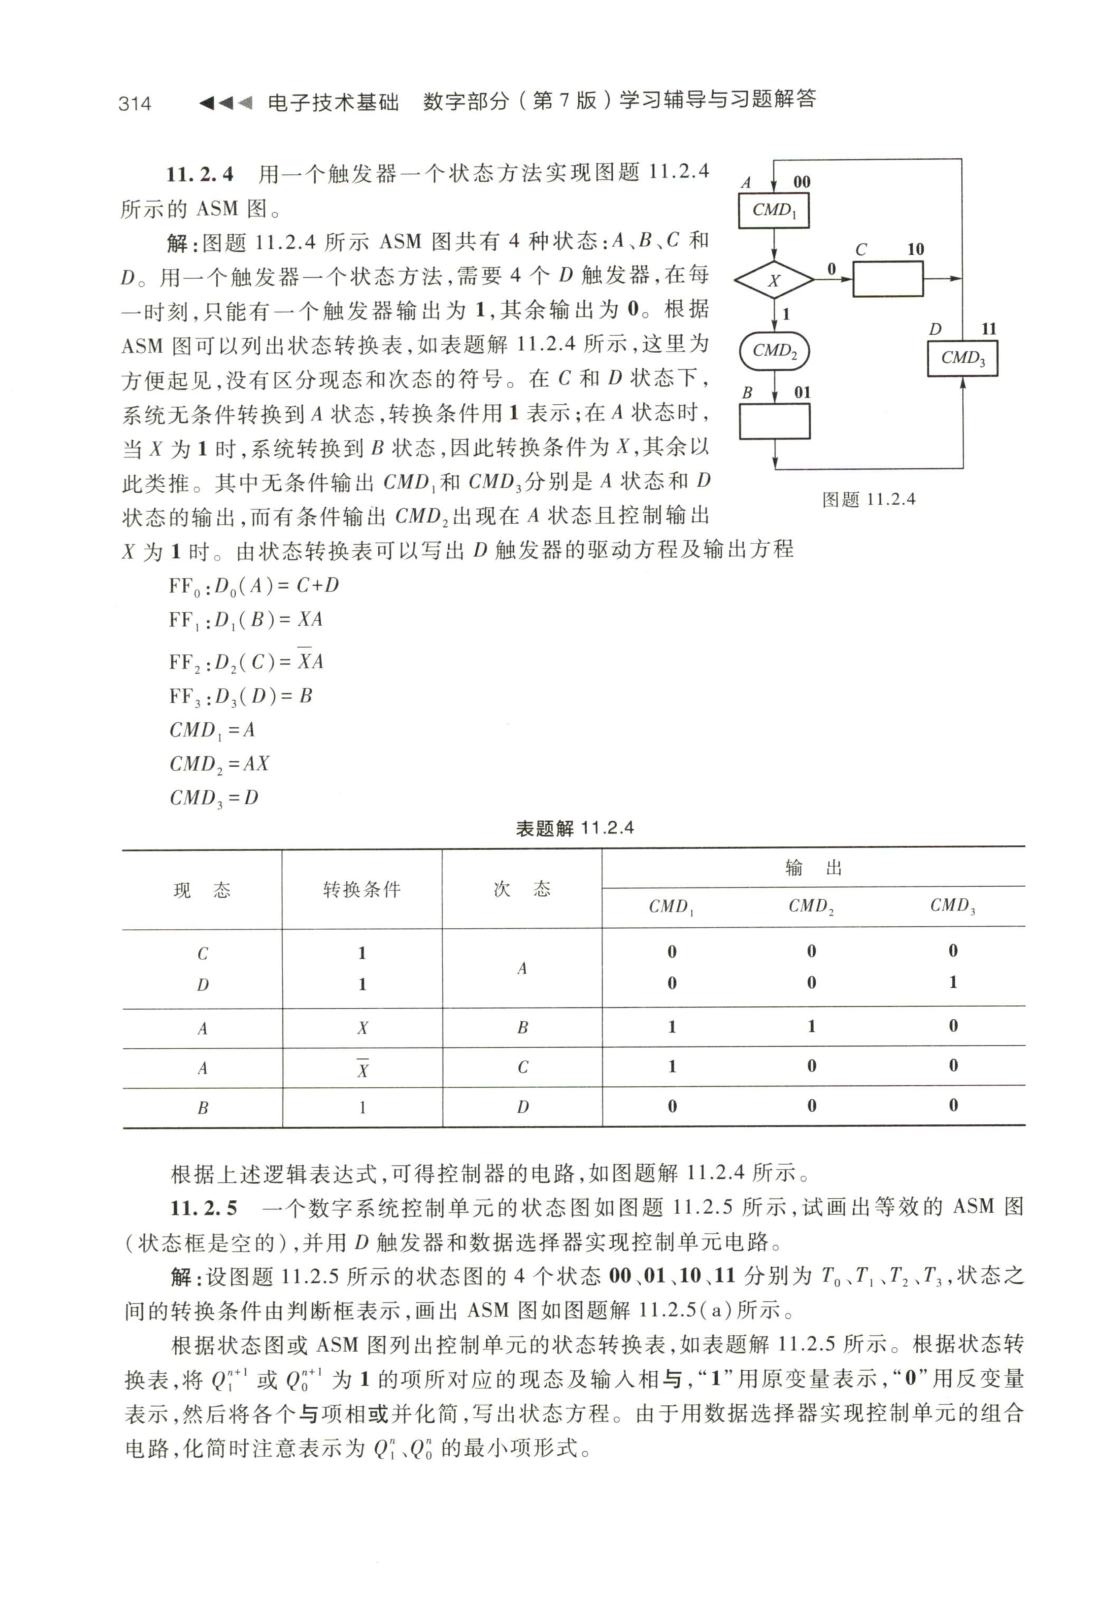 314 ◀◀◀ 电子技术基础 数字部分(第7版)学习辅导与习题解答
11.2.4 用一个触发器一个状态方法实现图题 11.2.4
所示的 ASM 图。
解:图题 11.2.4 所示 ASM 图共有 4 种状态:A、B、C 和
D。用一个触发器一个状态方法,需要 4 个 D 触发器,在每
一时刻,只能有一个触发器输出为 1,其余输出为 0。根据
ASM 图可以列出状态转换表,如表题解 11.2.4 所示,这里为
方便起见,没有区分现态和次态的符号。在 C 和 D 状态下,
系统无条件转换到 A 状态,转换条件用 1 表示;在 A 状态时,
当 X 为 1 时,系统转换到 B 状态,因此转换条件为 X,其余以
此类推。其中无条件输出 CMD₁和 CMD₃分别是 A 状态和 D
状态的输出,而有条件输出 CMD₂出现在 A 状态且控制输出
X 为 1 时。由状态转换表可以写出 D 触发器的驱动方程及输出方程
A 00
CMD₁
X 0
1
C 10
CMD₂
B 01
D 11
CMD₃
图题 11.2.4
FF₀:D₀(A)= C+D
FF₁:D₁(B)= XA
FF₂:D₂(C)= X̅A
FF₃:D₃(D)= B
CMD₁=A
CMD₂=AX
CMD₃=D
表题解 11.2.4
现 态 转换条件 次 态 输 出
CMD₁ CMD₂ CMD₃
C 1 A 0 0 0
D 1 0 0 1
A X B 1 1 0
A X̅ C 1 0 0
B 1 D 0 0 0
根据上述逻辑表达式,可得控制器的电路,如图题解 11.2.4 所示。
11.2.5 一个数字系统控制单元的状态图如图题 11.2.5 所示,试画出等效的 ASM 图
(状态框是空的),并用 D 触发器和数据选择器实现控制单元电路。
解:设图题 11.2.5 所示的状态图的 4 个状态 00、01、10、11 分别为 T₀、T₁、T₂、T₃,状态之
间的转换条件由判断框表示,画出 ASM 图如图题解 11.2.5(a)所示。
根据状态图或 ASM 图列出控制单元的状态转换表,如表题解 11.2.5 所示。根据状态转
换表,将 Q₁ⁿ⁺¹ 或 Q₀ⁿ⁺¹ 为 1 的项所对应的现态及输入相与,“1”用原变量表示,“0”用反变量
表示,然后将各个与项相或并化简,写出状态方程。由于用数据选择器实现控制单元的组合
电路,化简时注意表示为 Q₁ⁿ、Q₀ⁿ 的最小项形式。